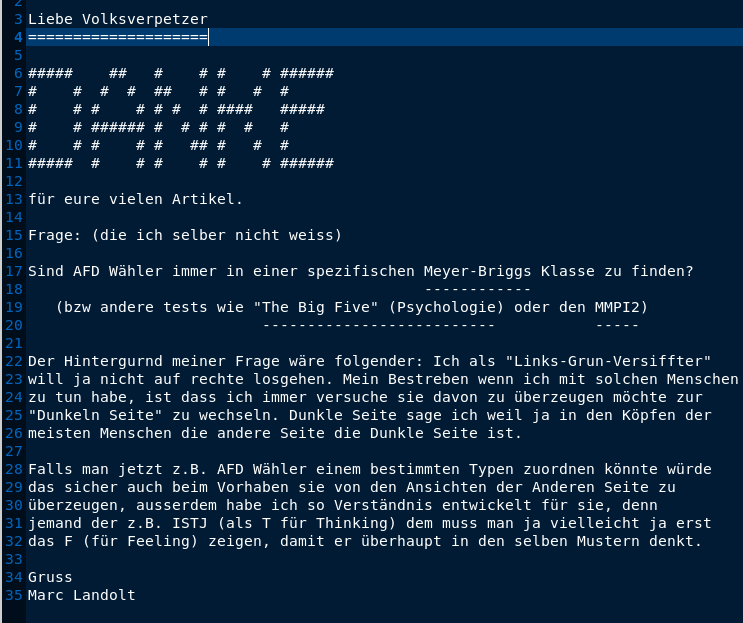 2
3 Liebe Volksverpetzer
4 ====================
5
6 #####    ##   #    # #    # ######
7 #    #  #  #  ##   # #   #  #
8 #    # #    # # #  # ####   #####
9 #    # ###### #  # # #  #   #
10 #    # #    # #   ## #   #  #
11 #####  #    # #    # #    # ######
12
13 für eure vielen Artikel.
14
15 Frage: (die ich selber nicht weiss)
16
17 Sind AFD Wähler immer in einer spezifischen Meyer-Briggs Klasse zu finden?
18                                             ------------
19    (bzw andere tests wie "The Big Five" (Psychologie) oder den MMPI2)
20                           --------------------------           -----
21
22 Der Hintergurnd meiner Frage wäre folgender: Ich als "Links-Grun-Versiffter"
23 will ja nicht auf rechte losgehen. Mein Bestreben wenn ich mit solchen Menschen
24 zu tun habe, ist dass ich immer versuche sie davon zu überzeugen möchte zur
25 "Dunkeln Seite" zu wechseln. Dunkle Seite sage ich weil ja in den Köpfen der
26 meisten Menschen die andere Seite die Dunkle Seite ist.
27
28 Falls man jetzt z.B. AFD Wähler einem bestimmten Typen zuordnen könnte würde
29 das sicher auch beim Vorhaben sie von den Ansichten der Anderen Seite zu
30 überzeugen, ausserdem habe ich so Verständnis entwickelt für sie, denn
31 jemand der z.B. ISTJ (als T für Thinking) dem muss man ja vielleicht ja erst
32 das F (für Feeling) zeigen, damit er überhaupt in den selben Mustern denkt.
33
34 Gruss
35 Marc Landolt